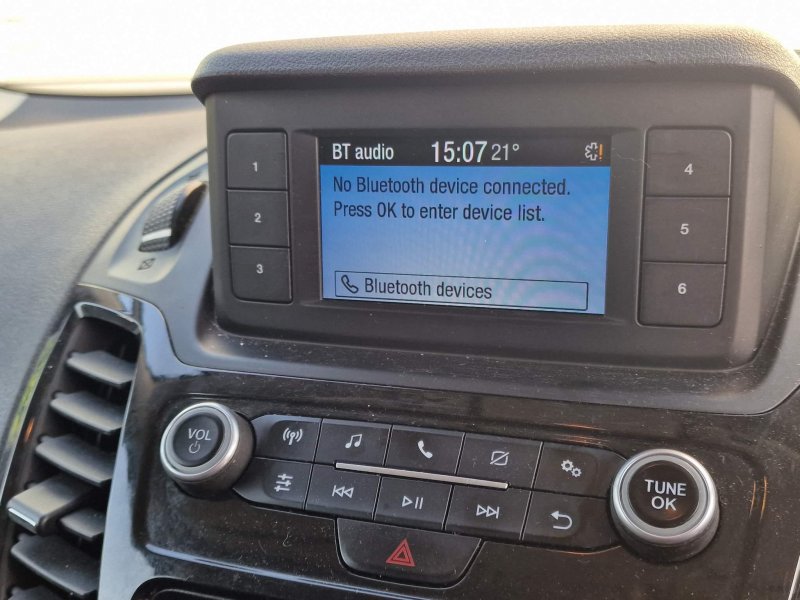 BT audio 15:07 21°
No Bluetooth device connected.
Press OK to enter device list.
Bluetooth devices
1
2
3
4
5
6
VOL
TUNE
OK